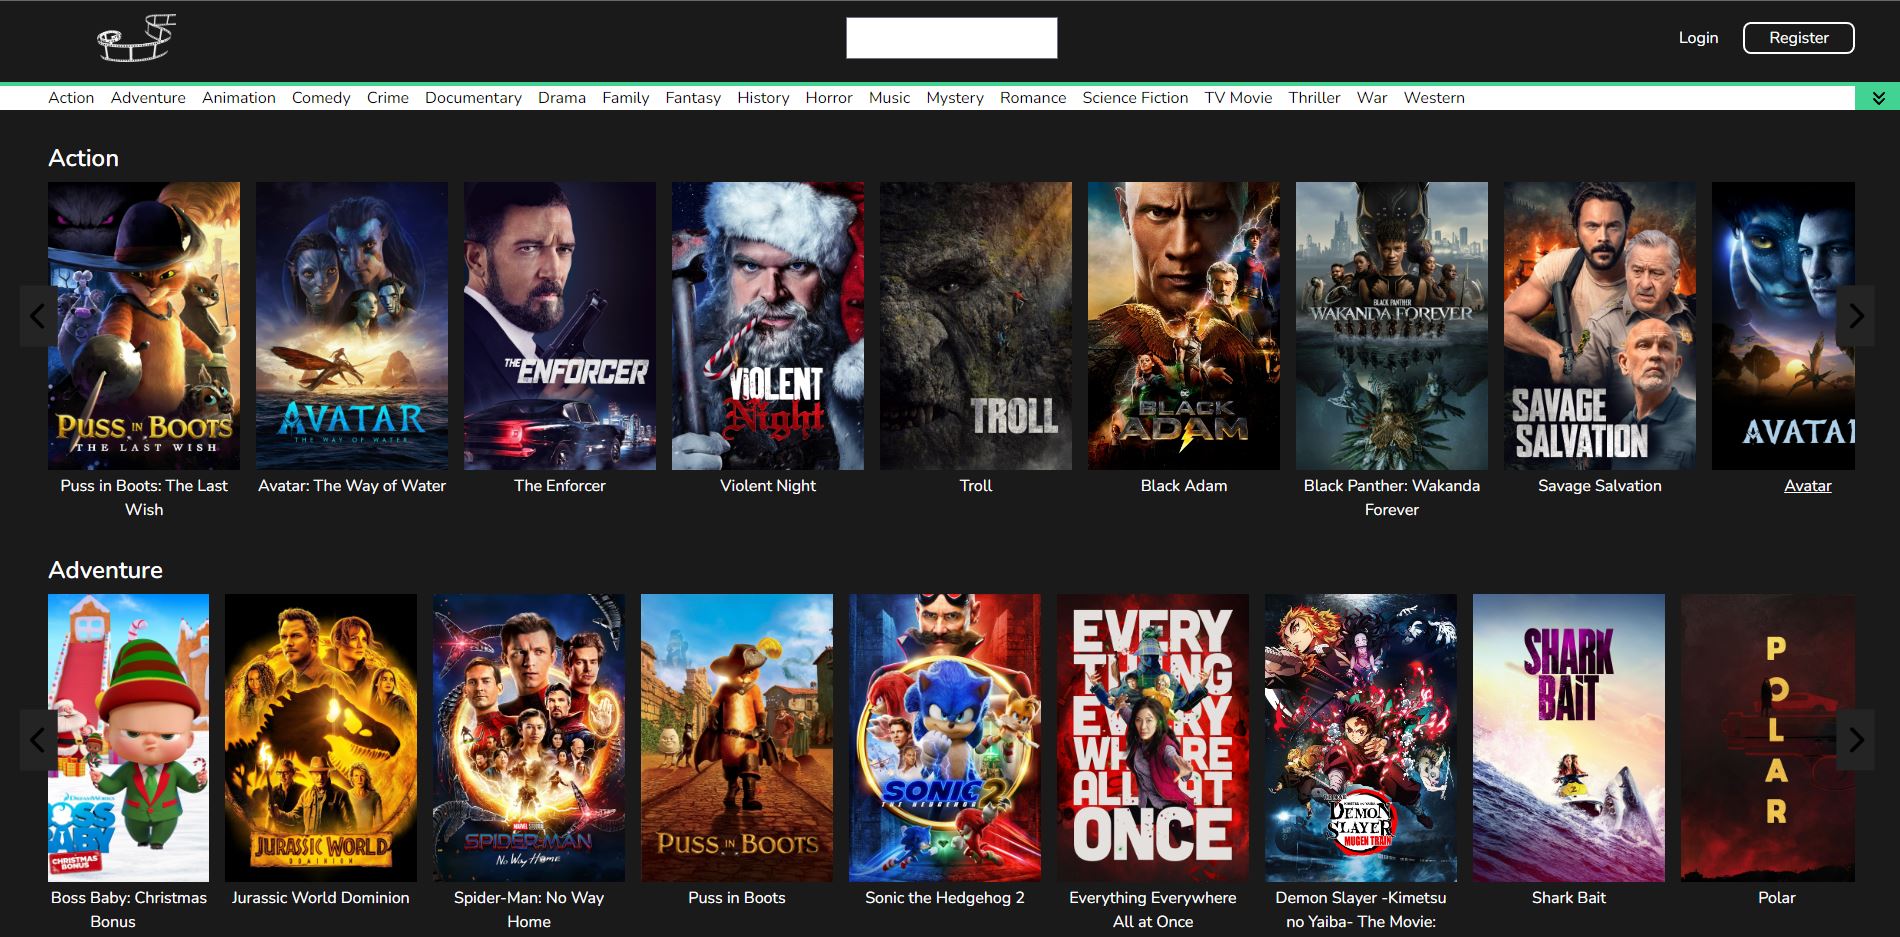 Login
Register
Action Adventure Animation Comedy Crime Documentary Drama Family Fantasy History Horror Music Mystery Romance Science Fiction TV Movie Thriller War Western
Action
PUSS IN BOOTS
THE LAST WISH
AVATAR
THE WAY OF WATER
THE ENFORCER
VIOLENT
Night
TROLL
BLACK
ADAM
BLACK PANTHER
WAKANDA FOREVER
SAVAGE
SALVATION
AVATA
Puss in Boots: The Last
Wish
Avatar: The Way of Water
The Enforcer
Violent Night
Troll
Black Adam
Black Panther: Wakanda
Forever
Savage Salvation
Avatar
Adventure
DREAMWORKS
OSS
BABY
CHRISTMAS
BONUS
JURASSIC WORLD
DOMINION
MARVEL STUDIOS
SPIDER-MAN
NO WAY HOME
PUSS IN BOOTS
SONIC 2
THE HEDGEHOG
EVERY
THING
EVERY
WHERE
ALL AT
ONCE
DEMON
SLAYER
MUGEN TRAIN
SHARK
BAIT
2
POLAR
Boss Baby: Christmas
Bonus
Jurassic World Dominion
Spider-Man: No Way
Home
Puss in Boots
Sonic the Hedgehog 2
Everything Everywhere
All at Once
Demon Slayer -Kimetsu
no Yaiba- The Movie:
Shark Bait
Polar